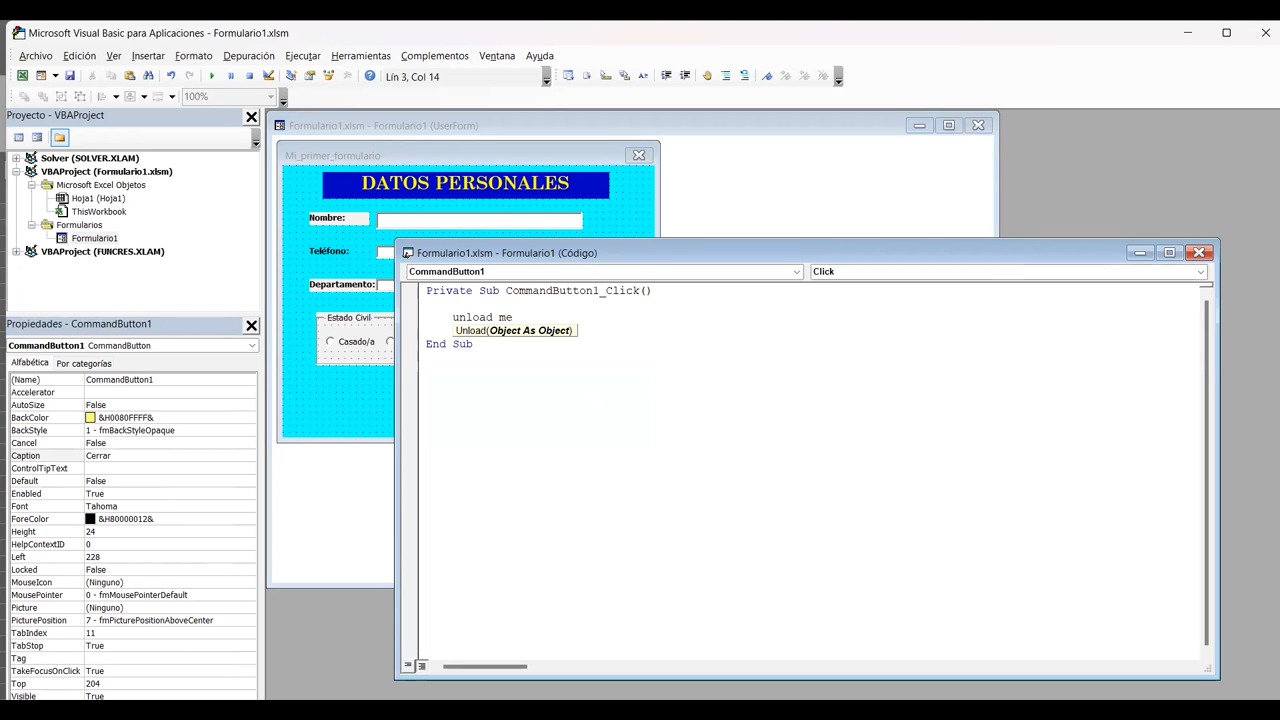 Microsoft Visual Basic para Aplicaciones - Formulario1.xlsm
Archivo Edición Ver Insertar Formato Depuración Ejecutar Herramientas Complementos Ventana Ayuda
Lín 3, Col 14
100%
Proyecto - VBAProject
Solver (SOLVER.XLAM)
VBAProject (Formulario1.xlsm)
Microsoft Excel Objetos
Hoja1 (Hoja1)
ThisWorkbook
Formularios
Formulario1
VBAProject (FUNCRES.XLAM)
Propiedades - CommandButton1
CommandButton1 CommandButton
Alfabética Por categorías
(Name) CommandButton1
Accelerator
AutoSize False
BackColor &H0080FFFF&
BackStyle 1 - fmBackStyleOpaque
Cancel False
Caption Cerrar
ControlTipText
Default False
Enabled True
Font Tahoma
ForeColor &H80000012&
Height 24
HelpContextID 0
Left 228
Locked False
MouseIcon (Ninguno)
MousePointer 0 - fmMousePointerDefault
Picture (Ninguno)
PicturePosition 7 - fmPicturePositionAboveCenter
TabIndex 11
TabStop True
Tag
TakeFocusOnClick True
Top 204
Visible True
Formulario1.xlsm - Formulario1 (UserForm)
Mi_primer_formulario
DATOS PERSONALES
Nombre:
Teléfono:
Departamento:
Estado Civil
Casado/a
Formulario1.xlsm - Formulario1 (Código)
CommandButton1 Click
Private Sub CommandButton1_Click()
unload me
Unload(Object As Object)
End Sub